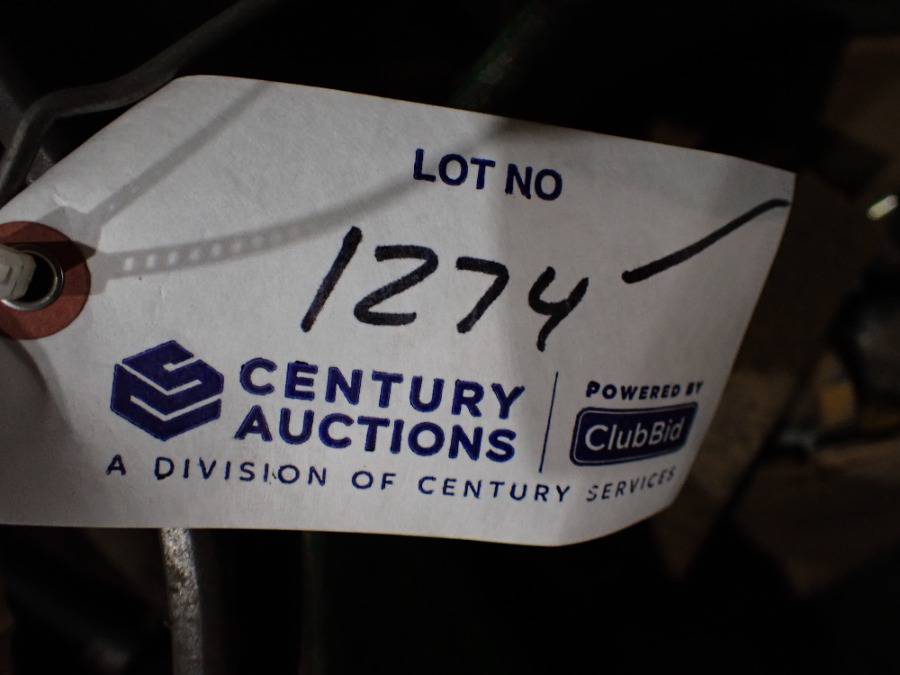 LOT NO
1274
CENTURY
AUCTIONS
A DIVISION OF CENTURY SERVICES
POWERED BY
ClubBid